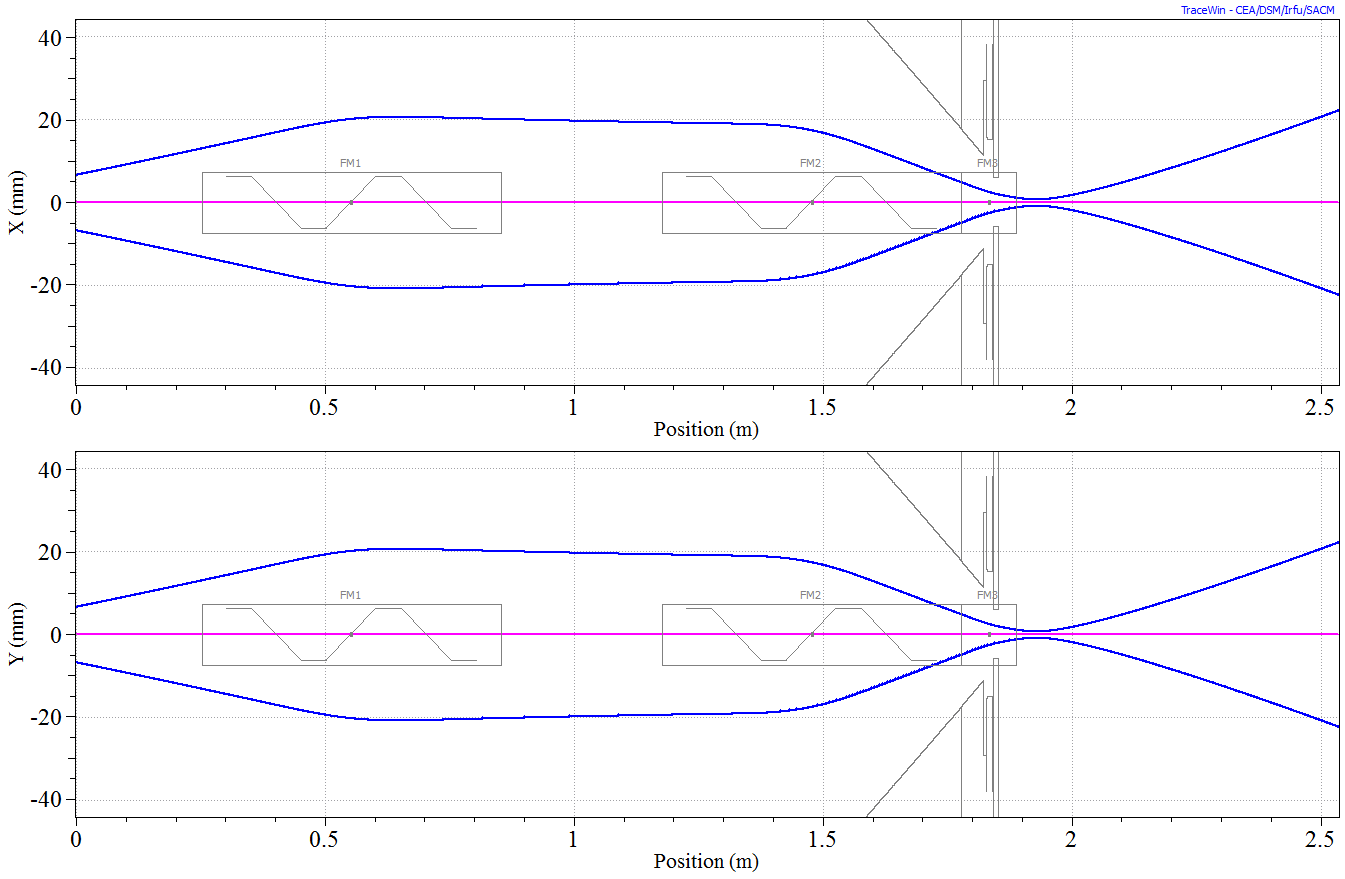 TraceWin - CEA/DSM/Irfu/SACM
40
20
0
-20
-40
X (mm)
FM1
FM2
FM3
0
0.5
1
1.5
2
2.5
Position (m)
40
20
0
-20
-40
Y (mm)
FM1
FM2
FM3
0
0.5
1
1.5
2
2.5
Position (m)